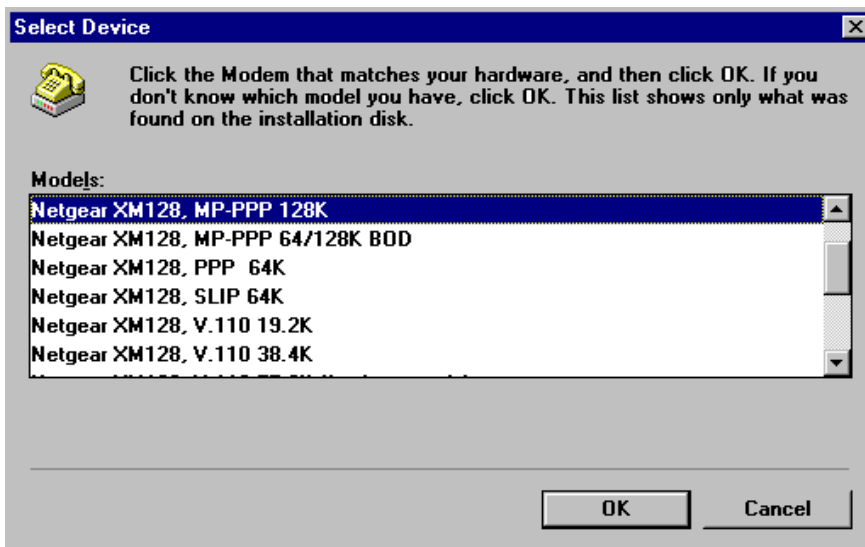 Select Device
Click the Modem that matches your hardware, and then click OK. If you
don't know which model you have, click OK. This list shows only what was
found on the installation disk.
Models:
Netgear XM128, MP-PPP 128K
Netgear XM128, MP-PPP 64/128K BOD
Netgear XM128, PPP  64K
Netgear XM128, SLIP 64K
Netgear XM128, V.110 19.2K
Netgear XM128, V.110 38.4K
OK
Cancel